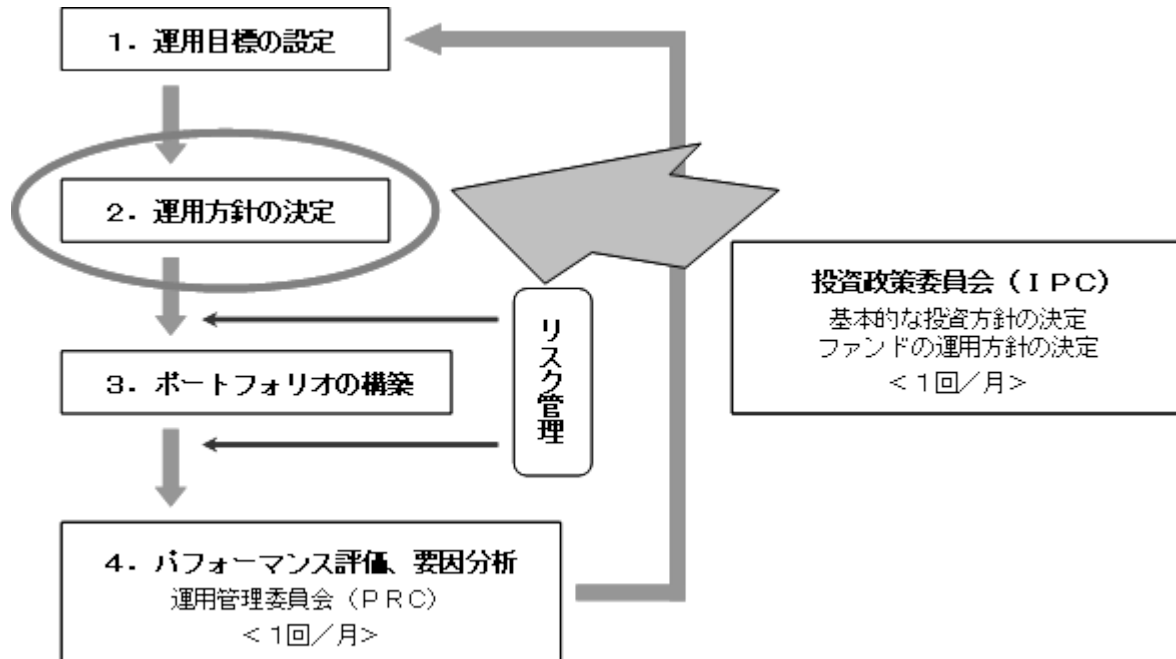 1．運用目標の設定
2．運用方針の決定
投資政策委員会（ＩＰＣ）
基本的な投資方針の決定
ファンドの運用方針の決定
＜１回／月＞
リスク管理
3．ポートフォリオの構築
4．パフォーマンス評価、要因分析
運用管理委員会（ＰＲＣ）
＜１回／月＞